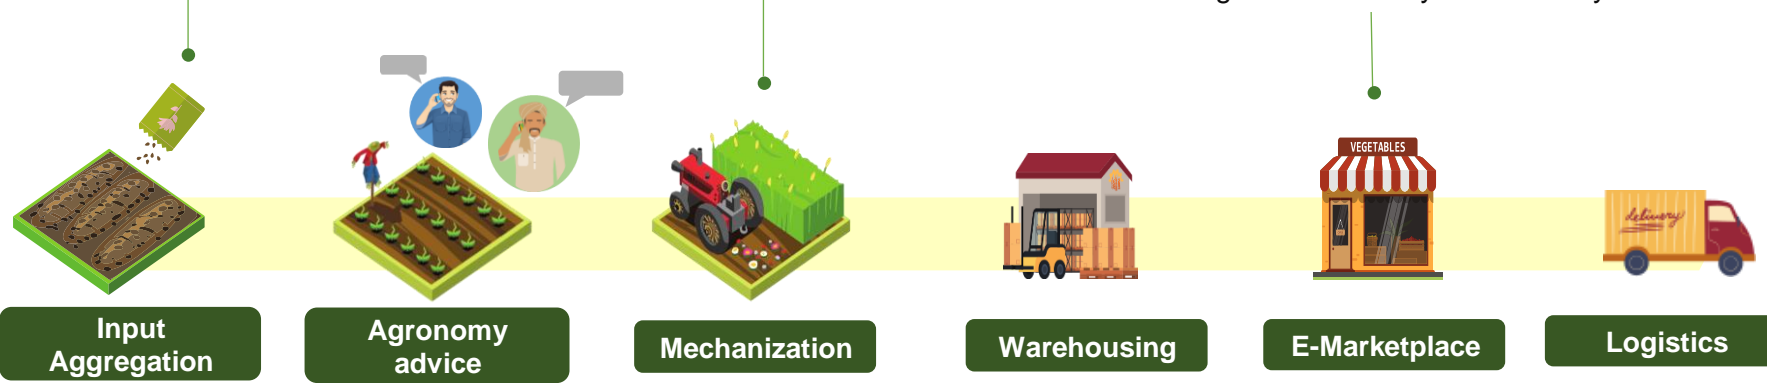 VEGETABLES
delivery
Input
Aggregation
Agronomy
advice
Mechanization
Warehousing
E-Marketplace
Logistics